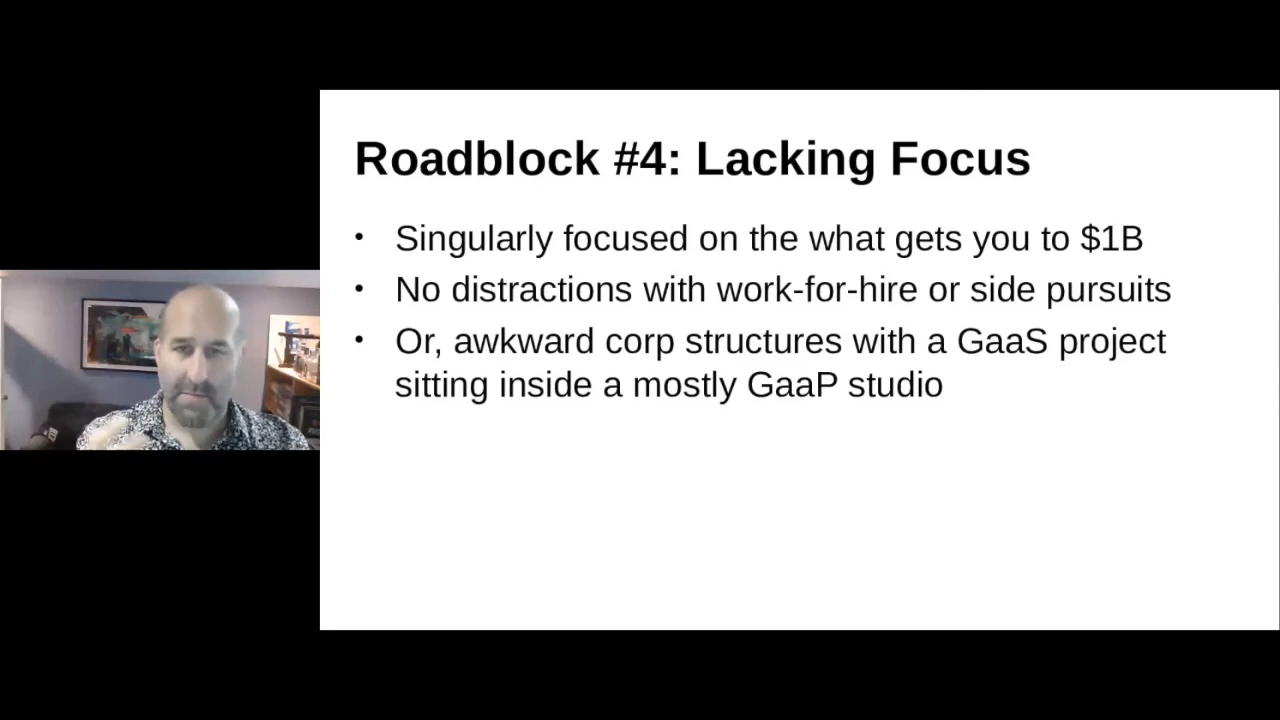 Roadblock #4: Lacking Focus
• Singularly focused on the what gets you to $1B
• No distractions with work-for-hire or side pursuits
• Or, awkward corp structures with a GaaS project
sitting inside a mostly GaaP studio